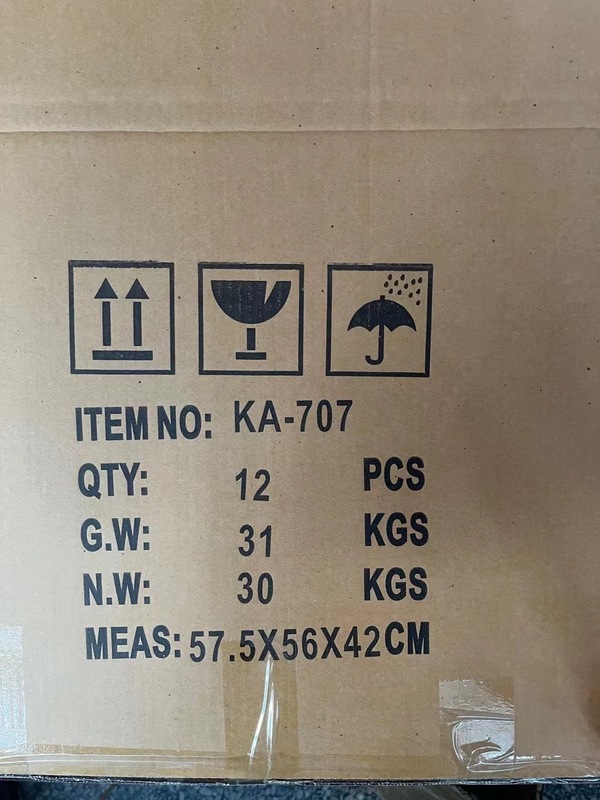 ITEM NO: KA-707
QTY: 12 PCS
G.W: 31 KGS
N.W: 30 KGS
MEAS: 57.5X56X42CM